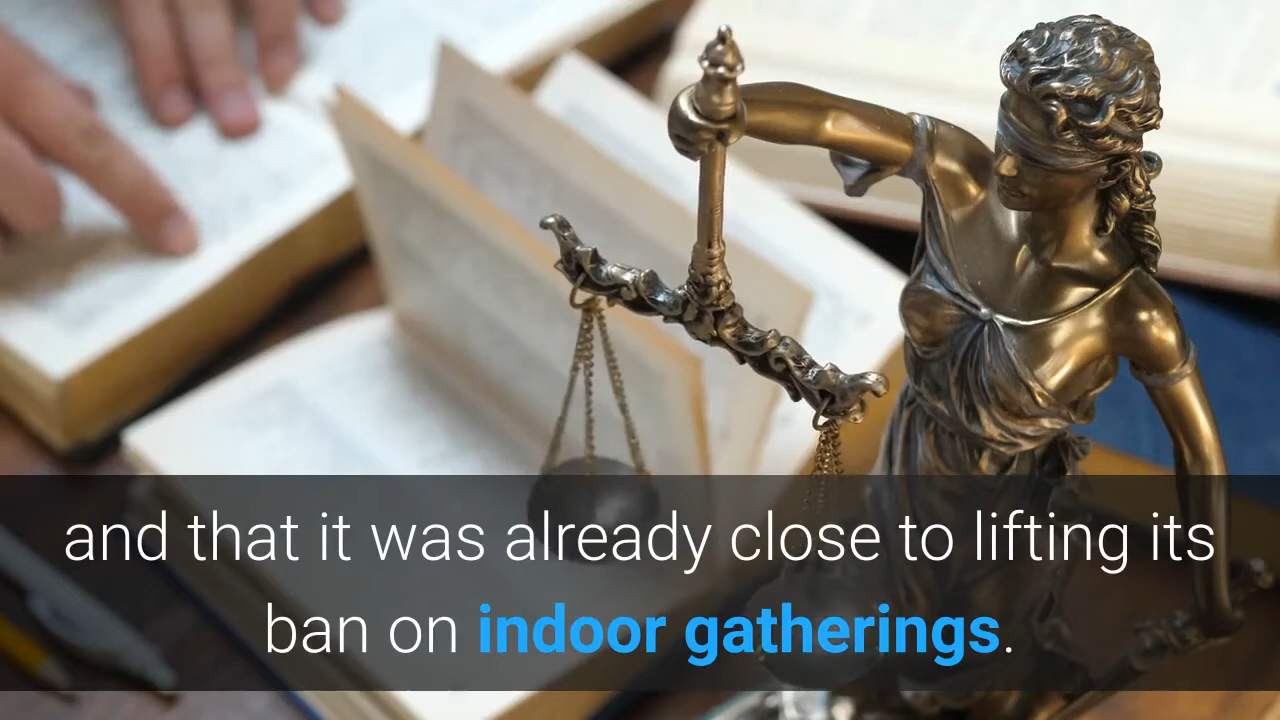 and that it was already close to lifting its
ban on indoor gatherings.